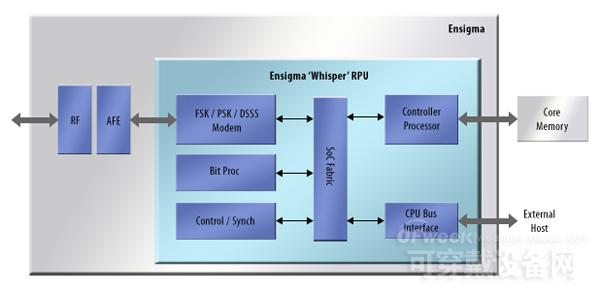 Ensigma
Ensigma ‘Whisper’ RPU
RF
AFE
FSK / PSK / DSSS
Modem
Bit Proc
Control / Synch
SoC Fabric
Controller
Processor
CPU Bus
Interface
Core
Memory
External
Host
OFweek
可穿戴设备网